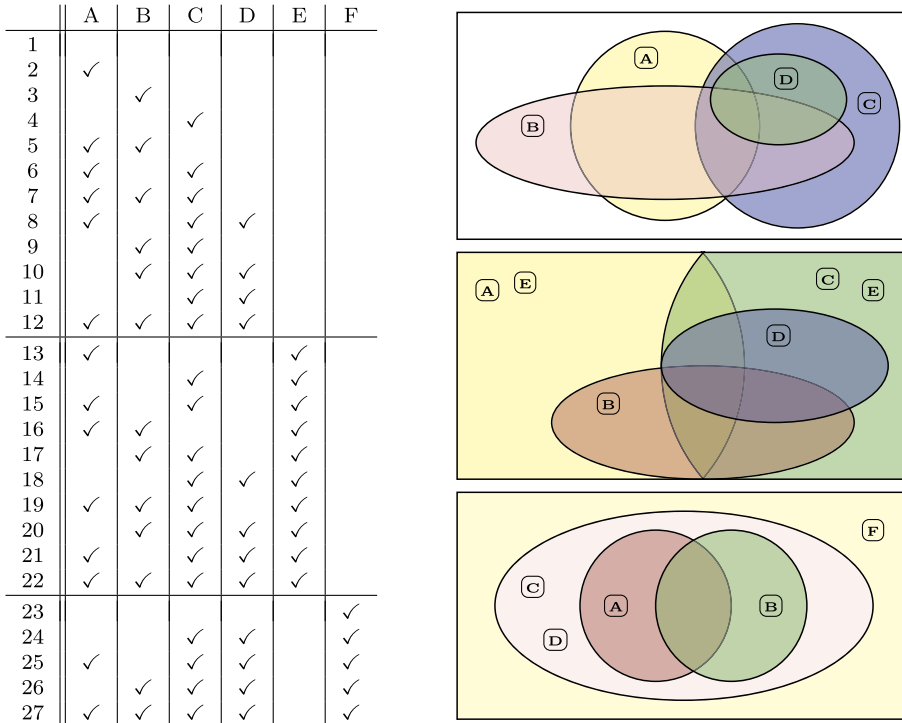 A B C D E F
1
2 ✓
3 ✓
4 ✓
5 ✓ ✓
6 ✓ ✓
7 ✓ ✓ ✓
8 ✓ ✓ ✓
9 ✓ ✓
10 ✓ ✓ ✓
11 ✓ ✓
12 ✓ ✓ ✓ ✓
13 ✓ ✓
14 ✓ ✓
15 ✓ ✓ ✓
16 ✓ ✓ ✓
17 ✓ ✓ ✓
18 ✓ ✓ ✓
19 ✓ ✓ ✓ ✓
20 ✓ ✓ ✓ ✓
21 ✓ ✓ ✓ ✓
22 ✓ ✓ ✓ ✓ ✓
23 ✓
24 ✓ ✓ ✓
25 ✓ ✓ ✓ ✓
26 ✓ ✓ ✓ ✓
27 ✓ ✓ ✓ ✓ ✓
A
D
C
B
A E C E
D
B
F
C
A B
D